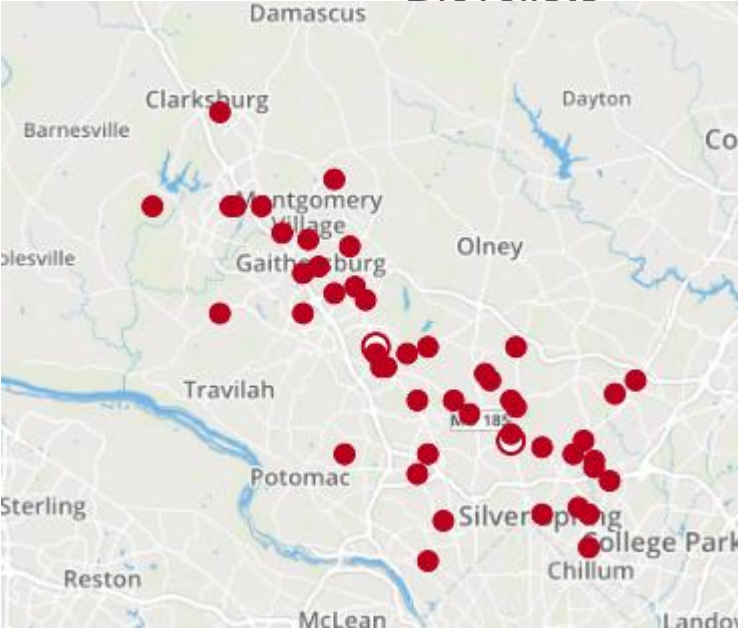 Damascus
Clarksburg
Dayton
Barnesville
Co
Montgomery
Village
Olney
olesville
Gaithersburg
Travilah
185
Potomac
Sterling
Silver Spring
College Park
Chillum
Reston
McLean
Landov